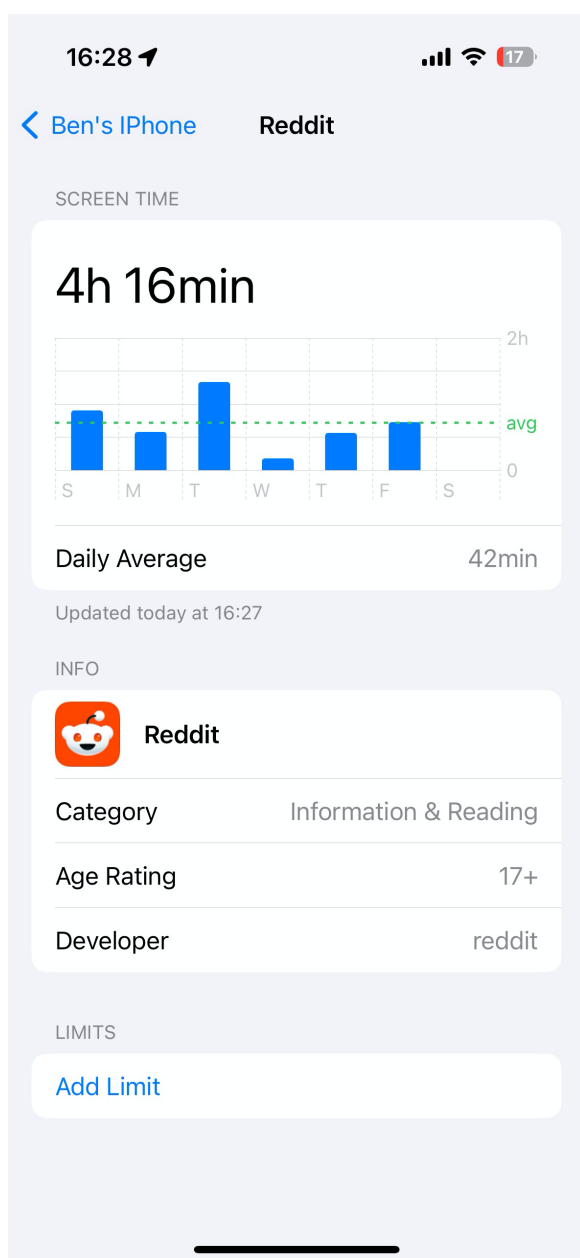 16:28 17
Ben's IPhone Reddit
SCREEN TIME
4h 16min
2h
avg
0
S M T W T F S
Daily Average 42min
Updated today at 16:27
INFO
Reddit
Category Information & Reading
Age Rating 17+
Developer reddit
LIMITS
Add Limit